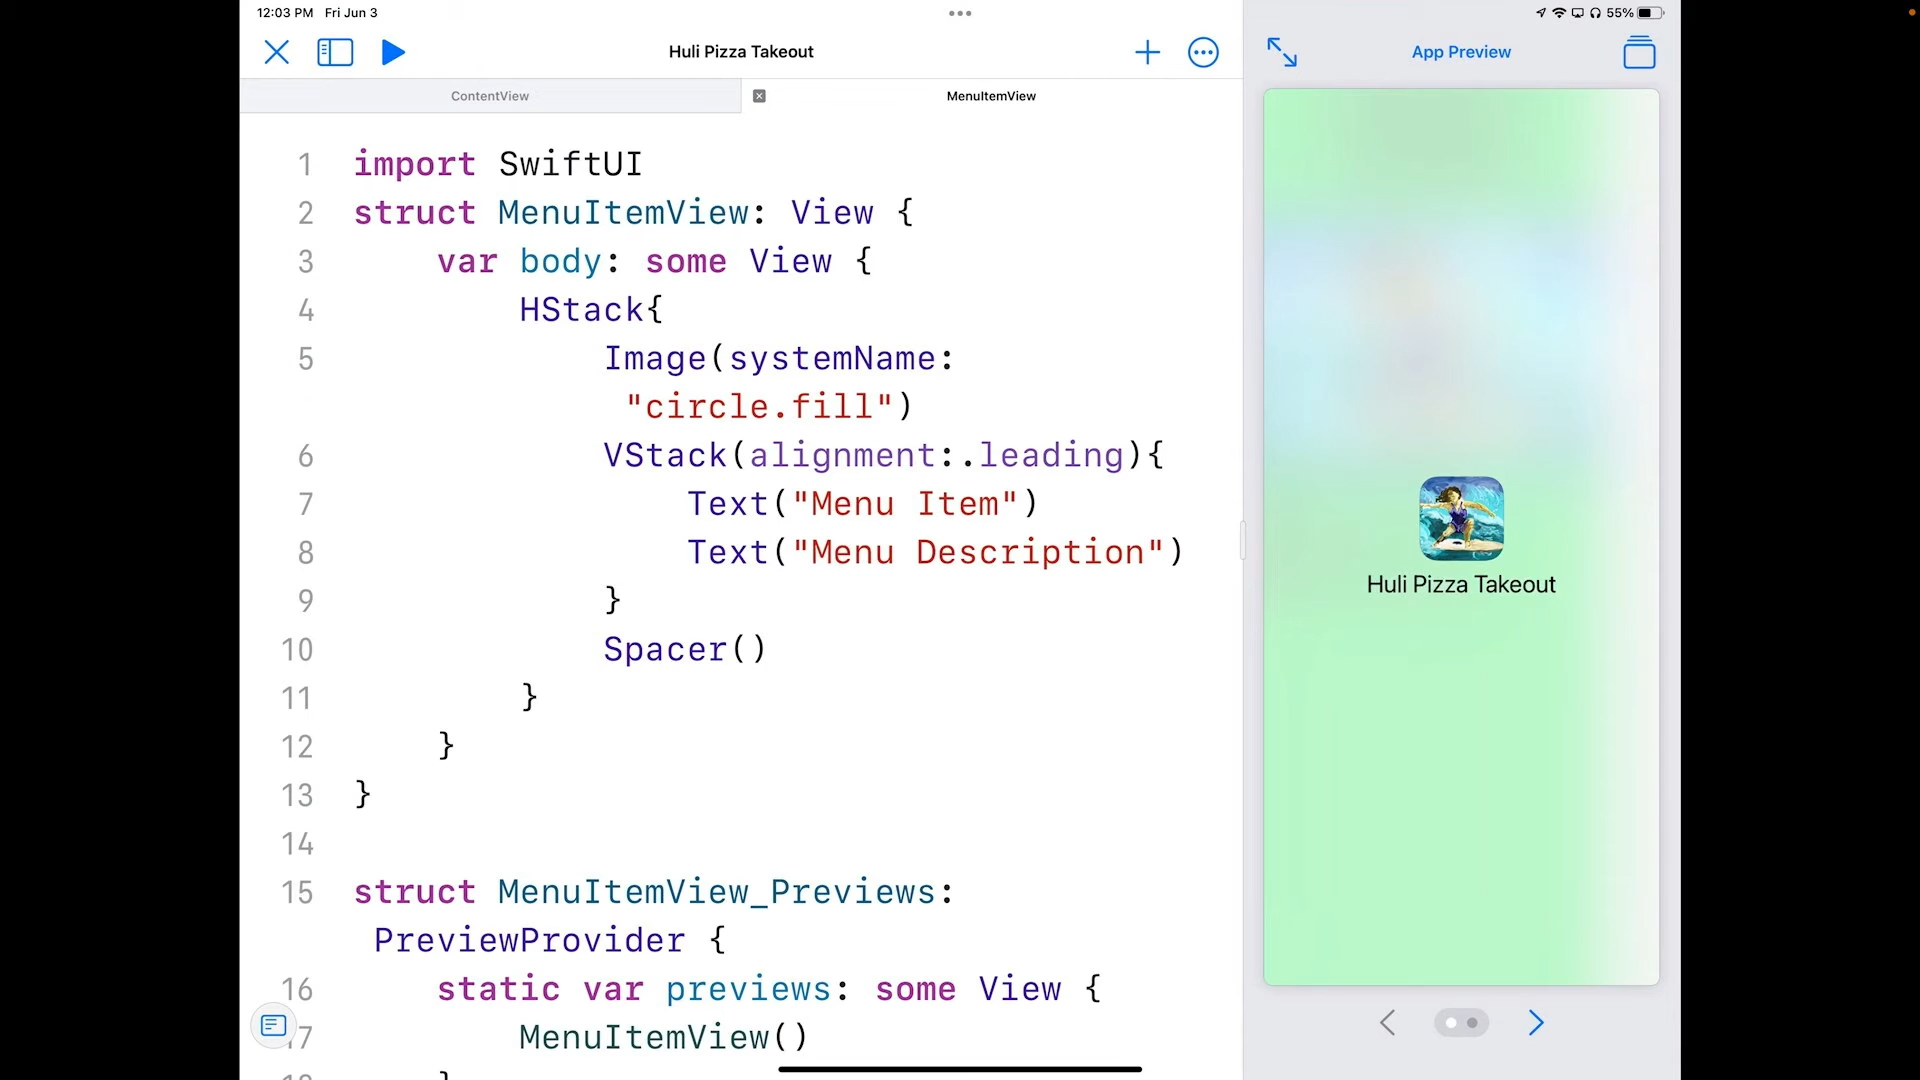 12:03 PM Fri Jun 3
55%
Huli Pizza Takeout
App Preview
ContentView
MenuItemView
1 import SwiftUI
2 struct MenuItemView: View {
3 var body: some View {
4 HStack{
5 Image(systemName:
"circle.fill")
6 VStack(alignment:.leading){
7 Text("Menu Item")
8 Text("Menu Description")
9 }
10 Spacer()
11 }
12 }
13 }
14
15 struct MenuItemView_Previews:
PreviewProvider {
16 static var previews: some View {
17 MenuItemView()
}
Huli Pizza Takeout